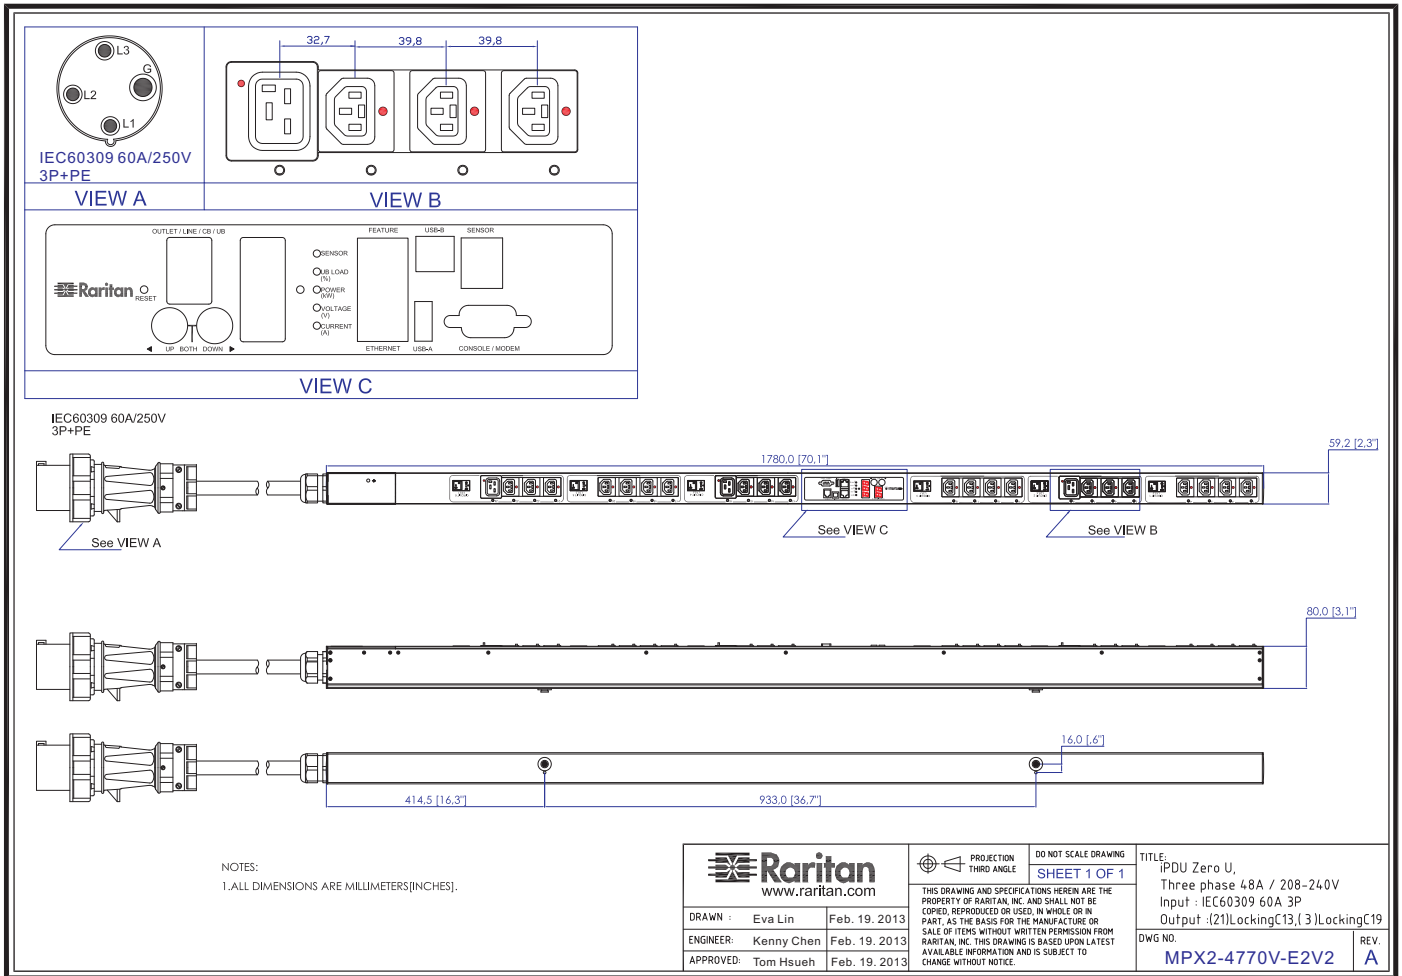 L3
G
L2
L1
IEC60309 60A/250V
3P+PE
VIEW A
32,7
39,8
39,8
VIEW B
OUTLET / LINE / CB / UB
FEATURE
USB-B
SENSOR
Raritan
RESET
SENSOR
UB LOAD
(%)
POWER
(kW)
VOLTAGE
(V)
CURRENT
(A)
UP BOTH DOWN
ETHERNET
USB-A
CONSOLE / MODEM
VIEW C
IEC60309 60A/250V
3P+PE
1780,0 [70,1"]
59,2 [2,3"]
See VIEW A
See VIEW C
See VIEW B
80,0 [3,1"]
16,0 [,6"]
414,5 [16,3"]
933,0 [36,7"]
NOTES:
1.ALL DIMENSIONS ARE MILLIMETERS[INCHES].
Raritan
www.raritan.com
DRAWN : Eva Lin Feb. 19. 2013
ENGINEER: Kenny Chen Feb. 19. 2013
APPROVED: Tom Hsueh Feb. 19. 2013
PROJECTION
THIRD ANGLE
DO NOT SCALE DRAWING
SHEET 1 OF 1
THIS DRAWING AND SPECIFICATIONS HEREIN ARE THE
PROPERTY OF RARITAN, INC. AND SHALL NOT BE
COPIED, REPRODUCED OR USED, IN WHOLE OR IN
PART, AS THE BASIS FOR THE MANUFACTURE OR
SALE OF ITEMS WITHOUT WRITTEN PERMISSION FROM
RARITAN, INC. THIS DRAWING IS BASED UPON LATEST
AVAILABLE INFORMATION AND IS SUBJECT TO
CHANGE WITHOUT NOTICE.
TITLE:
iPDU Zero U,
Three phase 48A / 208-240V
Input : IEC60309 60A 3P
Output :(21)LockingC13,( 3 )LockingC19
DWG NO.
MPX2-4770V-E2V2
REV.
A